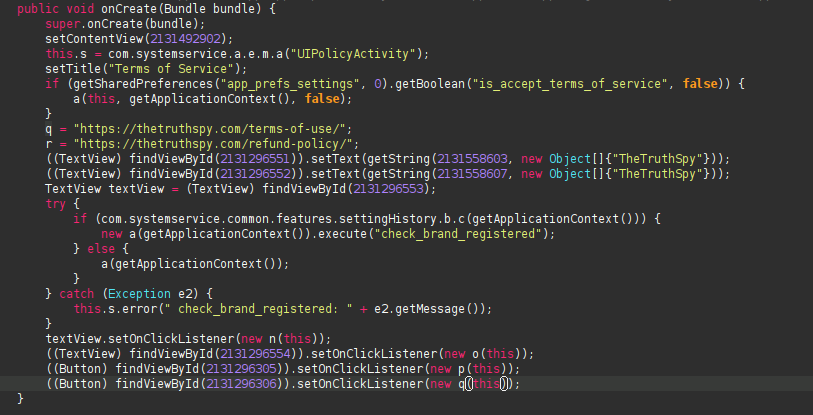 public void onCreate(Bundle bundle) {
    super.onCreate(bundle);
    setContentView(2131492902);
    this.s = com.systemservice.a.e.m.a("UIPolicyActivity");
    setTitle("Terms of Service");
    if (getSharedPreferences("app_prefs_settings", 0).getBoolean("is_accept_terms_of_service", false)) {
        a(this, getApplicationContext(), false);
    }
    q = "https://thetruthspy.com/terms-of-use/";
    r = "https://thetruthspy.com/refund-policy/";
    ((TextView) findViewById(2131296551)).setText(getString(2131558603, new Object[]{"TheTruthSpy"}));
    ((TextView) findViewById(2131296552)).setText(getString(2131558607, new Object[]{"TheTruthSpy"}));
    TextView textView = (TextView) findViewById(2131296553);
    try {
        if (com.systemservice.common.features.settingHistory.b.c(getApplicationContext())) {
            new a(getApplicationContext()).execute("check_brand_registered");
        } else {
            a(getApplicationContext());
        }
    } catch (Exception e2) {
        this.s.error(" check_brand_registered: " + e2.getMessage());
    }
    textView.setOnClickListener(new n(this));
    ((TextView) findViewById(2131296554)).setOnClickListener(new o(this));
    ((Button) findViewById(2131296305)).setOnClickListener(new p(this));
    ((Button) findViewById(2131296306)).setOnClickListener(new q(this));
}